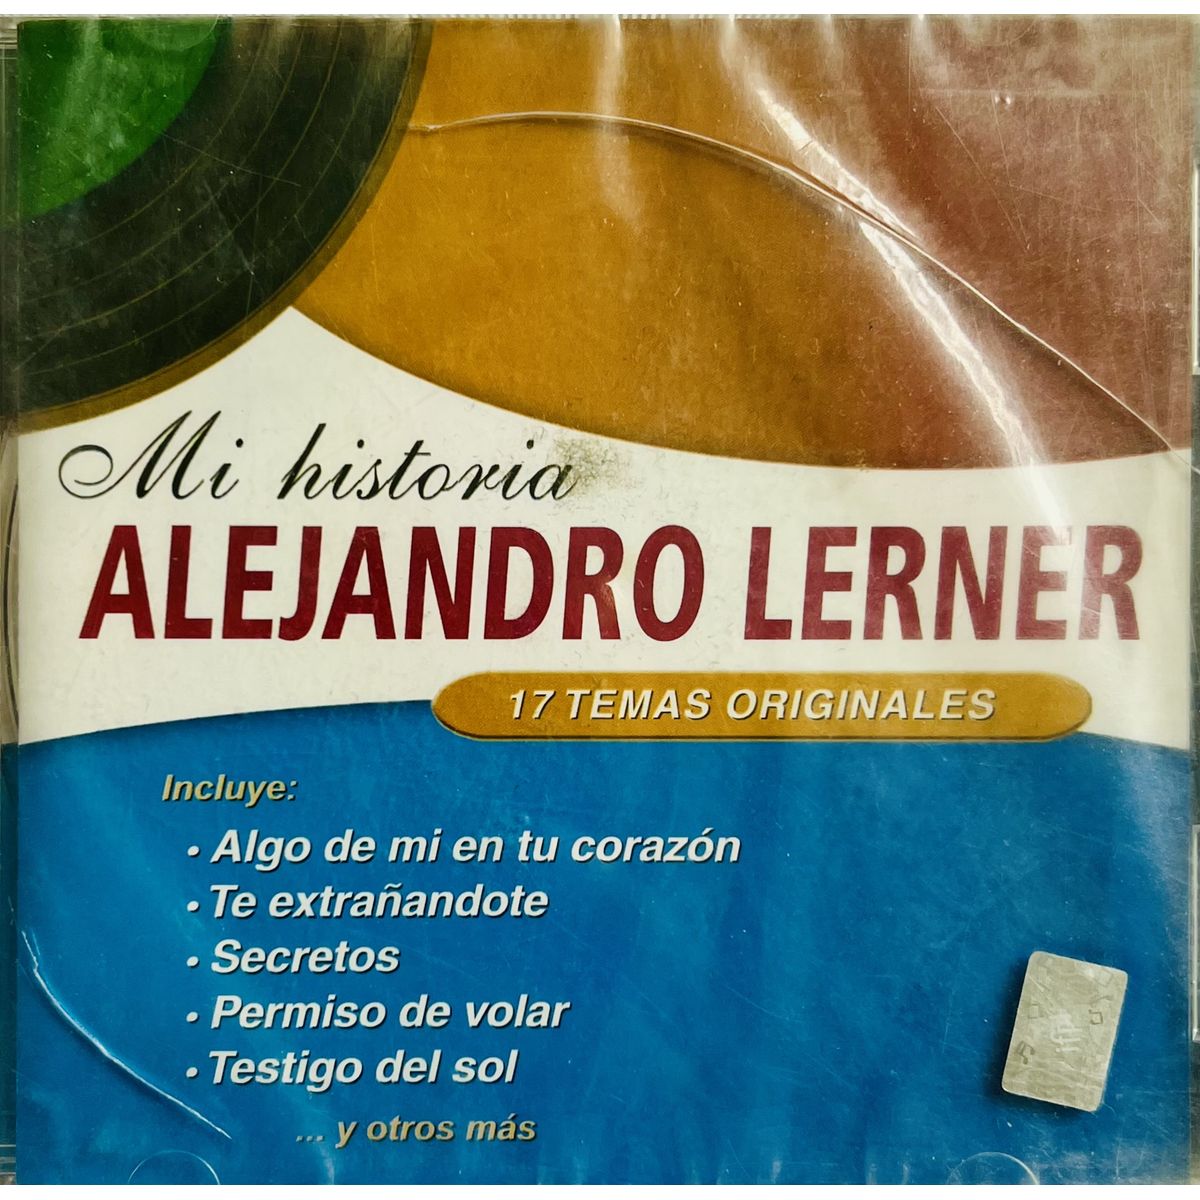 Mi historia
ALEJANDRO LERNER
17 TEMAS ORIGINALES
Incluye:
• Algo de mi en tu corazón
• Te extrañandote
• Secretos
• Permiso de volar
• Testigo del sol
... y otros más